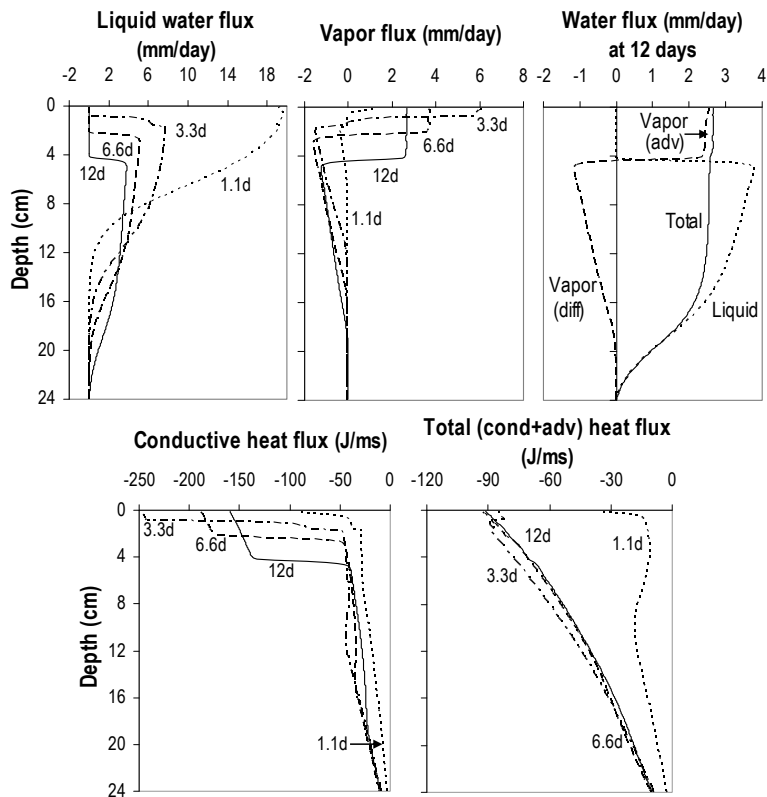 Liquid water flux
(mm/day)
-2 2 6 10 14 18
0
4
8
12
16
20
24
Depth (cm)
3.3d
6.6d
12d
1.1d
Vapor flux (mm/day)
-2 0 2 4 6 8
3.3d
6.6d
12d
1.1d
Water flux (mm/day)
at 12 days
-2 -1 0 1 2 3 4
Vapor
(adv)
Total
Vapor
(diff)
Liquid
Conductive heat flux (J/ms)
-250 -200 -150 -100 -50 0
0
4
8
12
16
20
24
Depth (cm)
3.3d
6.6d
12d
1.1d
Total (cond+adv) heat flux
(J/ms)
-120 -90 -60 -30 0
12d
1.1d
3.3d
6.6d